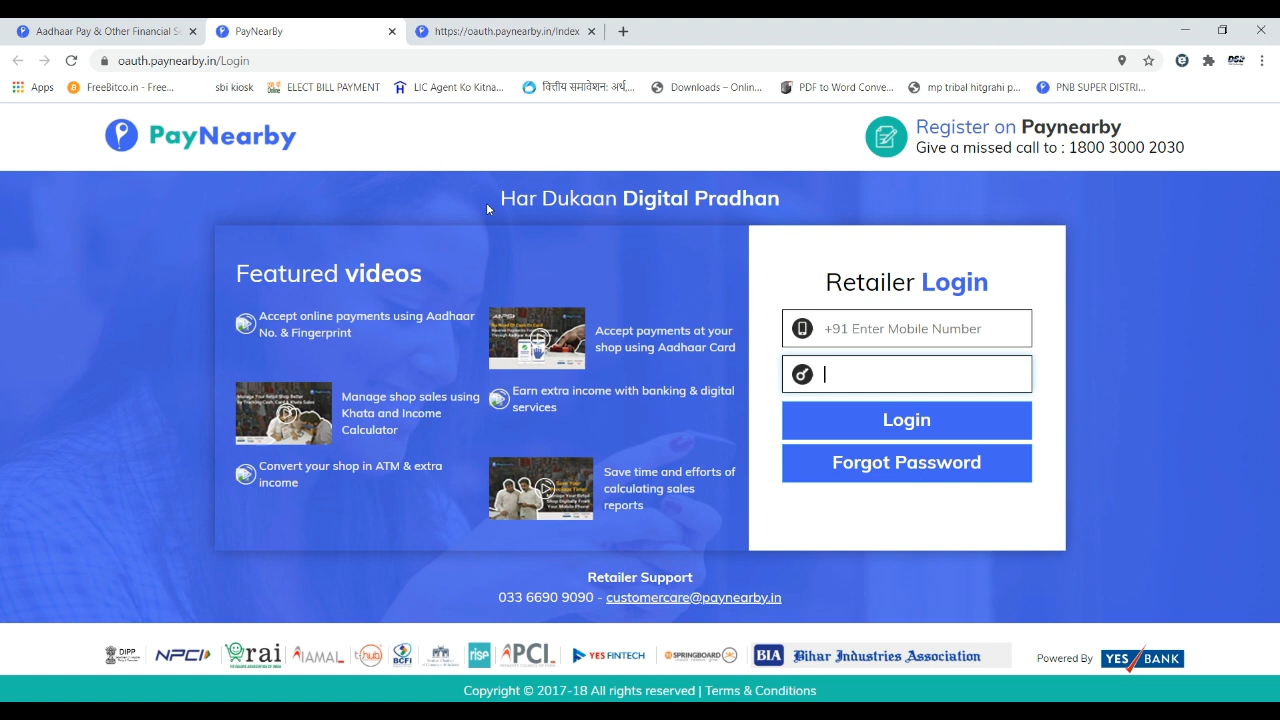 Aadhaar Pay & Other Financial S
PayNearBy
https://oauth.paynearby.in/Index
oauth.paynearby.in/Login
Apps
FreeBitco.in - Free...
sbi kiosk
ELECT BILL PAYMENT
LIC Agent Ko Kitna...
वित्तीय समावेशन: अर्थ,...
Downloads – Onlin...
PDF to Word Conve...
mp tribal hitgrahi p...
PNB SUPER DISTRI...
PayNearby
Register on Paynearby
Give a missed call to : 1800 3000 2030
Har Dukaan Digital Pradhan
Featured videos
Accept online payments using Aadhaar
No. & Fingerprint
Accept payments at your
shop using Aadhaar Card
Manage shop sales using
Khata and Income
Calculator
Earn extra income with banking & digital
services
Convert your shop in ATM & extra
income
Save time and efforts of
calculating sales
reports
Retailer Login
+91 Enter Mobile Number
Login
Forgot Password
Retailer Support
033 6690 9090 - customercare@paynearby.in
DIPP
NPCI
rai
IAMAI
t-hub
BCFI
rise
PCI
YES FINTECH
SPRINGBOARD
BIA Bihar Industries Association
Powered By YES BANK
Copyright © 2017-18 All rights reserved | Terms & Conditions